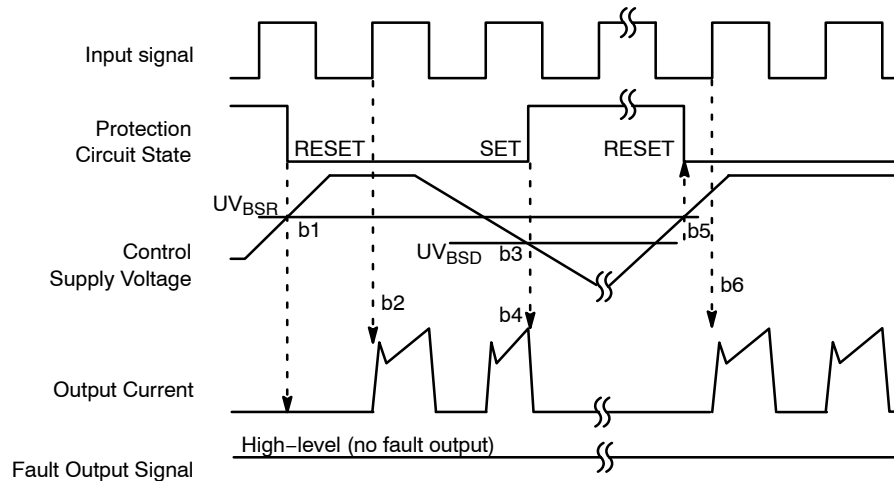 Input signal
Protection
Circuit State
RESET
SET
RESET
UVBSR
b1
UVBSD
b3
b5
Control
Supply Voltage
b2
b4
b6
Output Current
High−level (no fault output)
Fault Output Signal